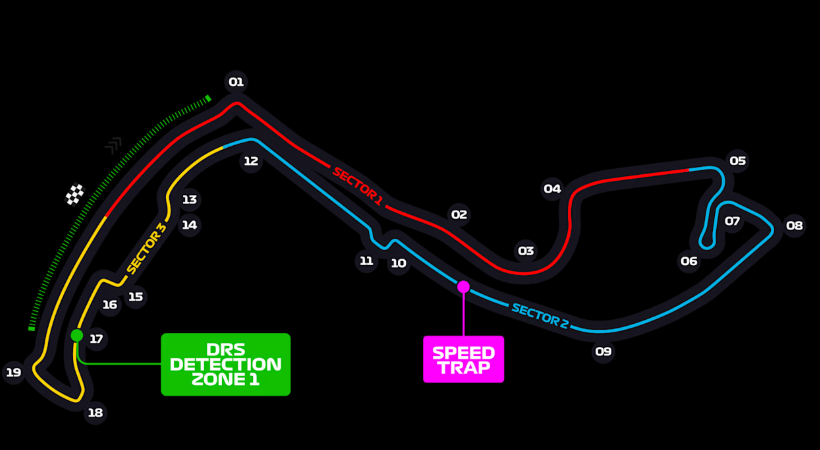 01
12
SECTOR 1
04
05
02
07
08
13
14
03
06
SECTOR 3
11
10
16
15
SECTOR 2
09
17
DRS
DETECTION
ZONE 1
SPEED
TRAP
19
18